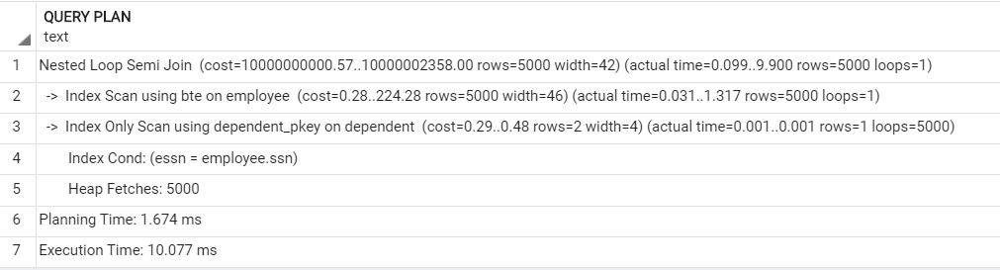 QUERY PLAN
text
1 Nested Loop Semi Join (cost=10000000000.57..10000002358.00 rows=5000 width=42) (actual time=0.099..9.900 rows=5000 loops=1)
2 -> Index Scan using bte on employee (cost=0.28..224.28 rows=5000 width=46) (actual time=0.031..1.317 rows=5000 loops=1)
3 -> Index Only Scan using dependent_pkey on dependent (cost=0.29..0.48 rows=2 width=4) (actual time=0.001..0.001 rows=1 loops=5000)
4 Index Cond: (essn = employee.ssn)
5 Heap Fetches: 5000
6 Planning Time: 1.674 ms
7 Execution Time: 10.077 ms